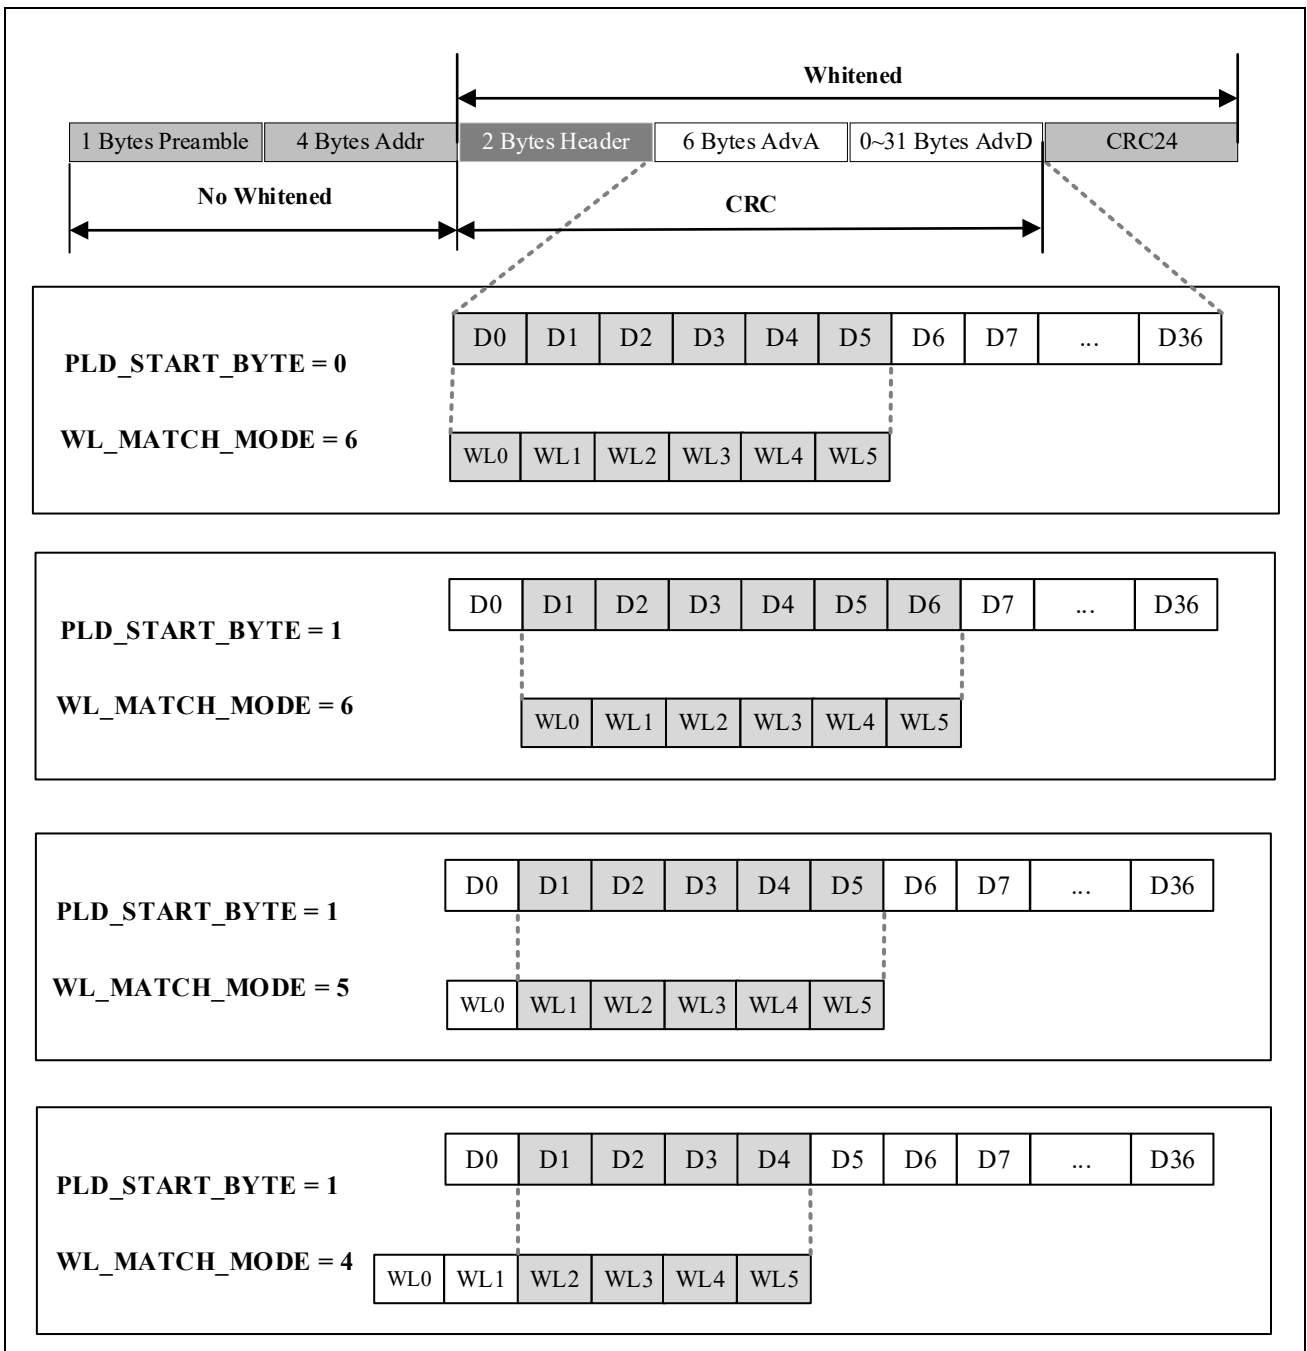 Whitened
1 Bytes Preamble 4 Bytes Addr 2 Bytes Header 6 Bytes AdvA 0~31 Bytes AdvD CRC24
No Whitened CRC
D0 D1 D2 D3 D4 D5 D6 D7 ... D36
PLD_START_BYTE = 0
WL_MATCH_MODE = 6
WL0 WL1 WL2 WL3 WL4 WL5
D0 D1 D2 D3 D4 D5 D6 D7 ... D36
PLD_START_BYTE = 1
WL_MATCH_MODE = 6
WL0 WL1 WL2 WL3 WL4 WL5
D0 D1 D2 D3 D4 D5 D6 D7 ... D36
PLD_START_BYTE = 1
WL_MATCH_MODE = 5
WL0 WL1 WL2 WL3 WL4 WL5
D0 D1 D2 D3 D4 D5 D6 D7 ... D36
PLD_START_BYTE = 1
WL_MATCH_MODE = 4
WL0 WL1 WL2 WL3 WL4 WL5